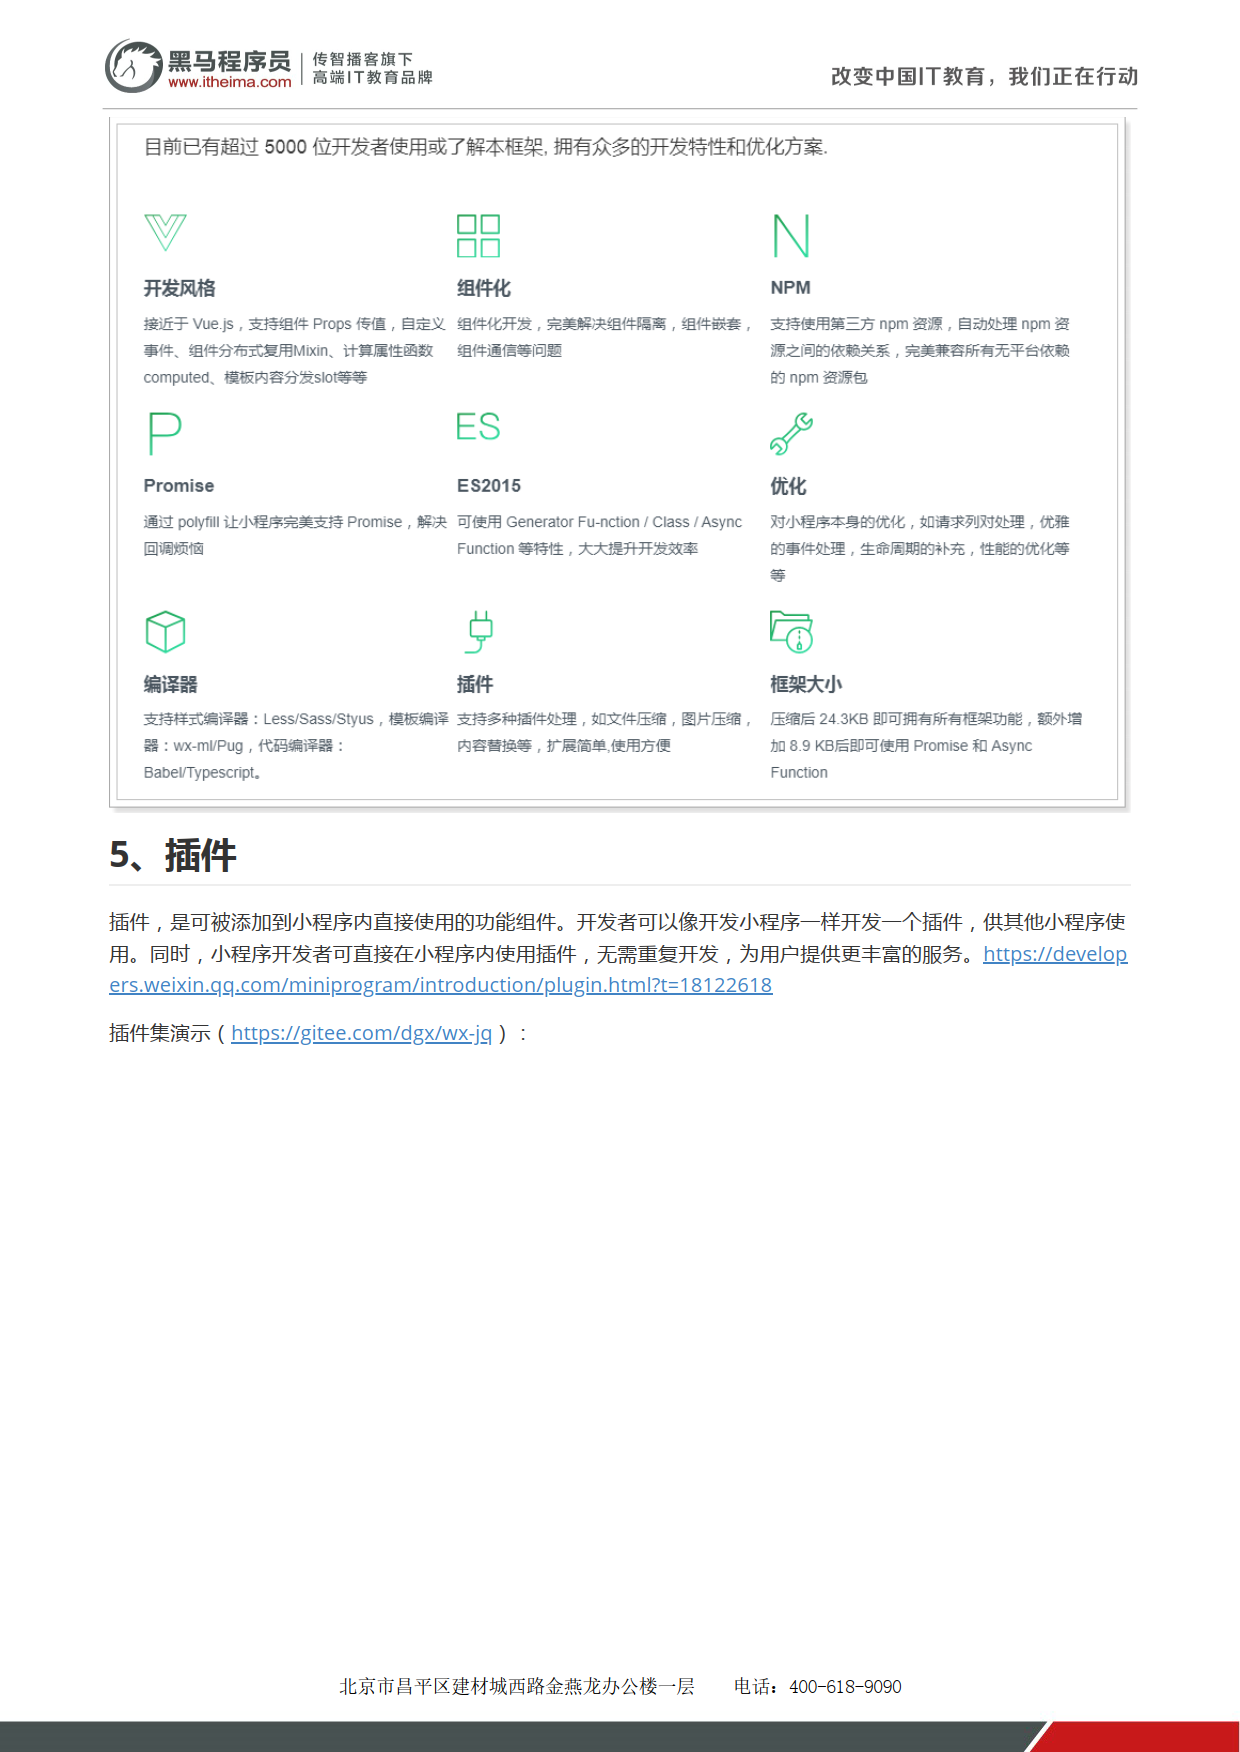 黑马程序员
www.itheima.com
传智播客旗下
高端IT教育品牌
改变中国IT教育，我们正在行动
目前已有超过 5000 位开发者使用或了解本框架, 拥有众多的开发特性和优化方案.
开发风格
接近于 Vue.js，支持组件 Props 传值，自定义
事件、组件分布式复用Mixin、计算属性函数
computed、模板内容分发slot等等
组件化
组件化开发，完美解决组件隔离，组件嵌套，
组件通信等问题
N
NPM
支持使用第三方 npm 资源，自动处理 npm 资
源之间的依赖关系，完美兼容所有无平台依赖
的 npm 资源包
P
Promise
通过 polyfill 让小程序完美支持 Promise，解决
回调烦恼
ES
ES2015
可使用 Generator Fu-nction / Class / Async
Function 等特性，大大提升开发效率
优化
对小程序本身的优化，如请求列对处理，优雅
的事件处理，生命周期的补充，性能的优化等
等
编译器
支持样式编译器：Less/Sass/Styus，模板编译
器：wx-ml/Pug，代码编译器：
Babel/Typescript。
插件
支持多种插件处理，如文件压缩，图片压缩，
内容替换等，扩展简单,使用方便
框架大小
压缩后 24.3KB 即可拥有所有框架功能，额外增
加 8.9 KB后即可使用 Promise 和 Async
Function
5、插件
插件，是可被添加到小程序内直接使用的功能组件。开发者可以像开发小程序一样开发一个插件，供其他小程序使
用。同时，小程序开发者可直接在小程序内使用插件，无需重复开发，为用户提供更丰富的服务。https://develop
ers.weixin.qq.com/miniprogram/introduction/plugin.html?t=18122618
插件集演示（https://gitee.com/dgx/wx-jq）：
北京市昌平区建材城西路金燕龙办公楼一层 电话：400-618-9090